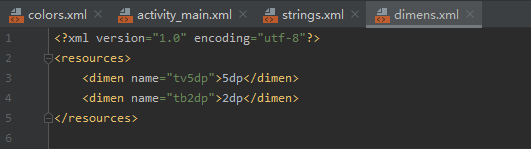 colors.xml activity_main.xml strings.xml dimens.xml
1 <?xml version="1.0" encoding="utf-8"?>
2 <resources>
3 <dimen name="tv5dp">5dp</dimen>
4 <dimen name="tb2dp">2dp</dimen>
5 </resources>
6